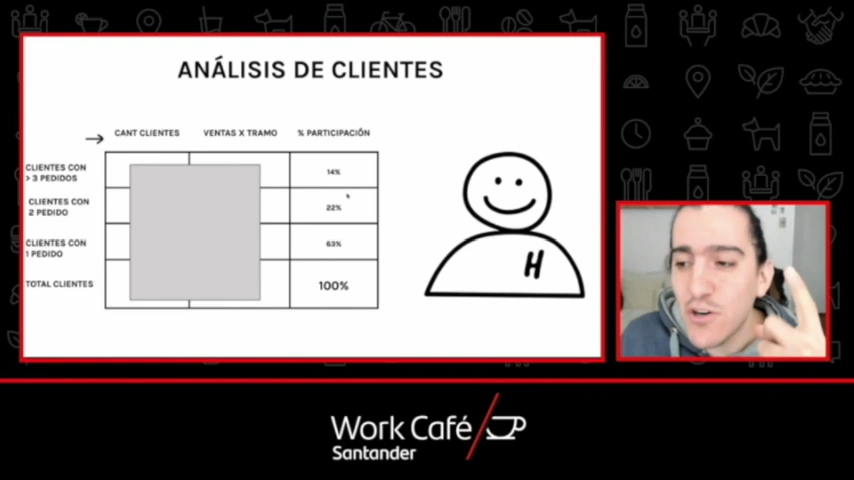 ANÁLISIS DE CLIENTES
CANT CLIENTES VENTAS X TRAMO % PARTICIPACIÓN
CLIENTES CON
> 3 PEDIDOS
14%
CLIENTES CON
2 PEDIDO
22%
CLIENTES CON
1 PEDIDO
63%
TOTAL CLIENTES
100%
H
Work Café
Santander